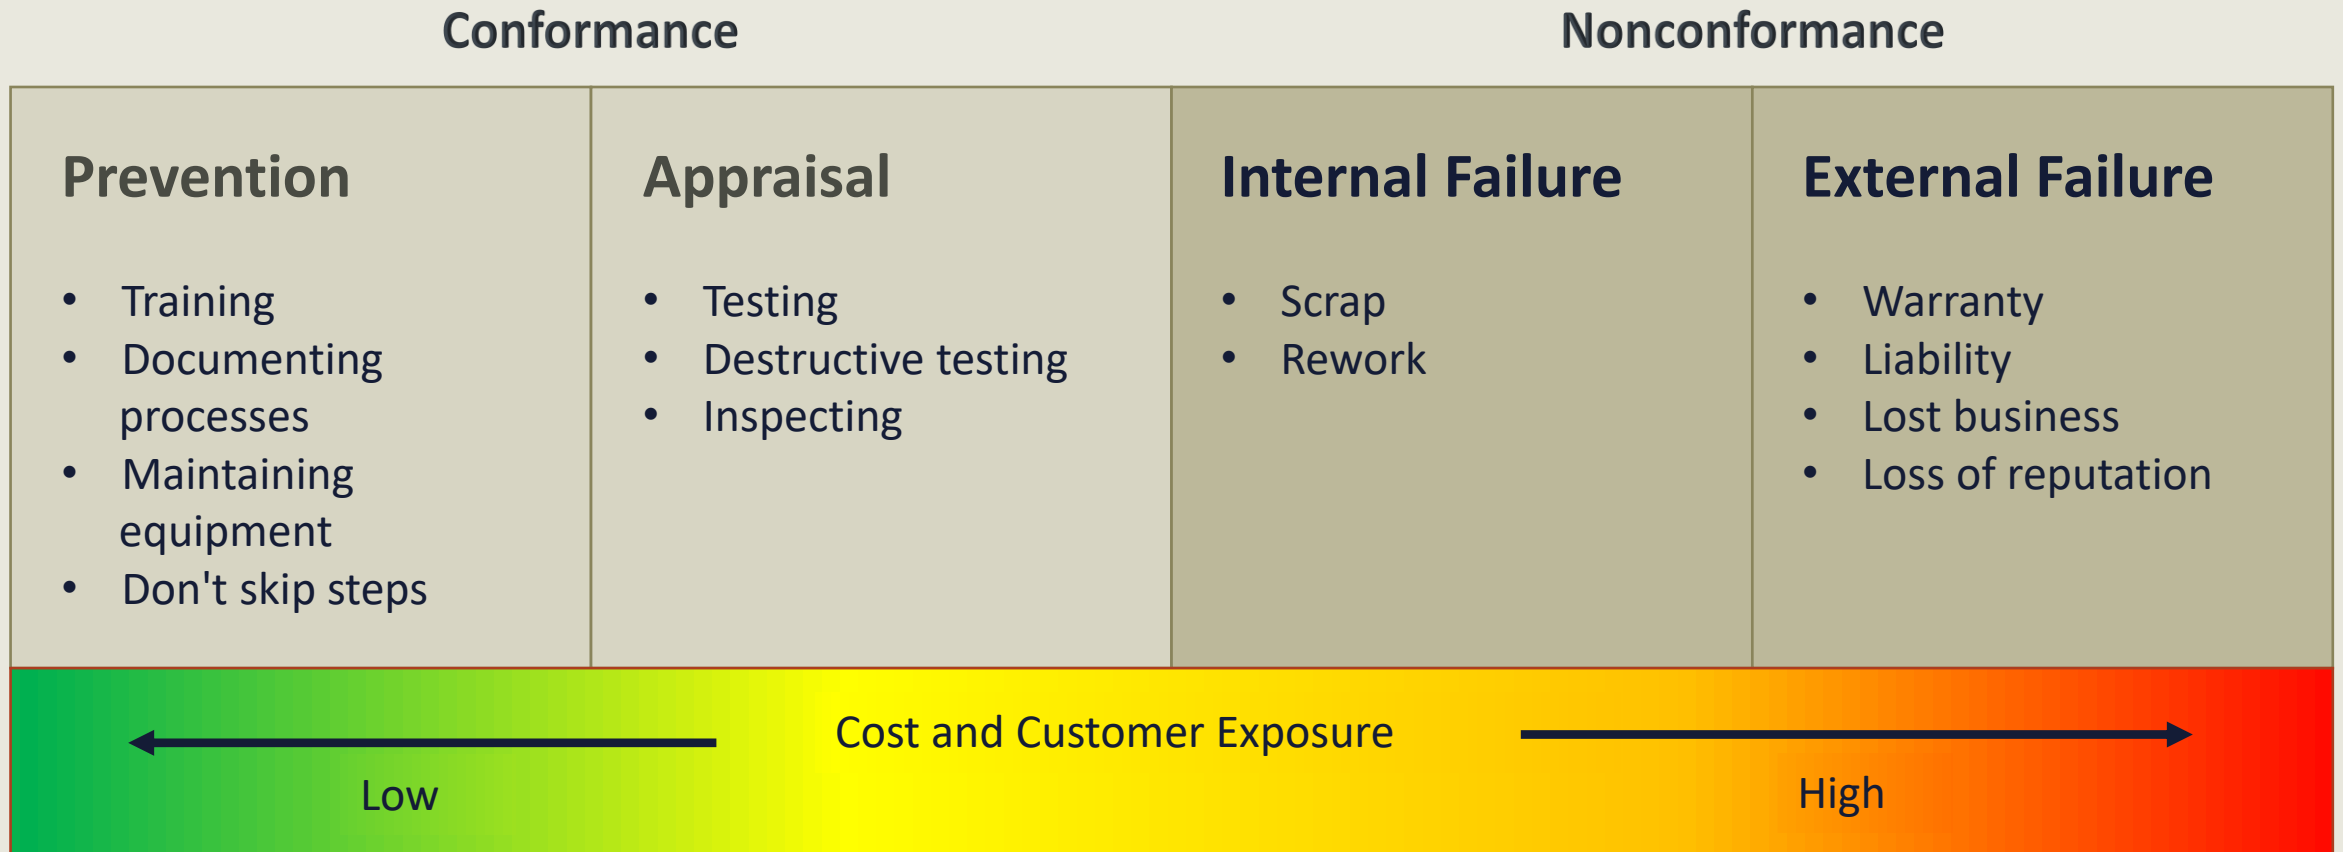 Conformance
Nonconformance
Prevention
• Training
• Documenting
processes
• Maintaining
equipment
• Don't skip steps
Appraisal
• Testing
• Destructive testing
• Inspecting
Internal Failure
• Scrap
• Rework
External Failure
• Warranty
• Liability
• Lost business
• Loss of reputation
Cost and Customer Exposure
Low
High